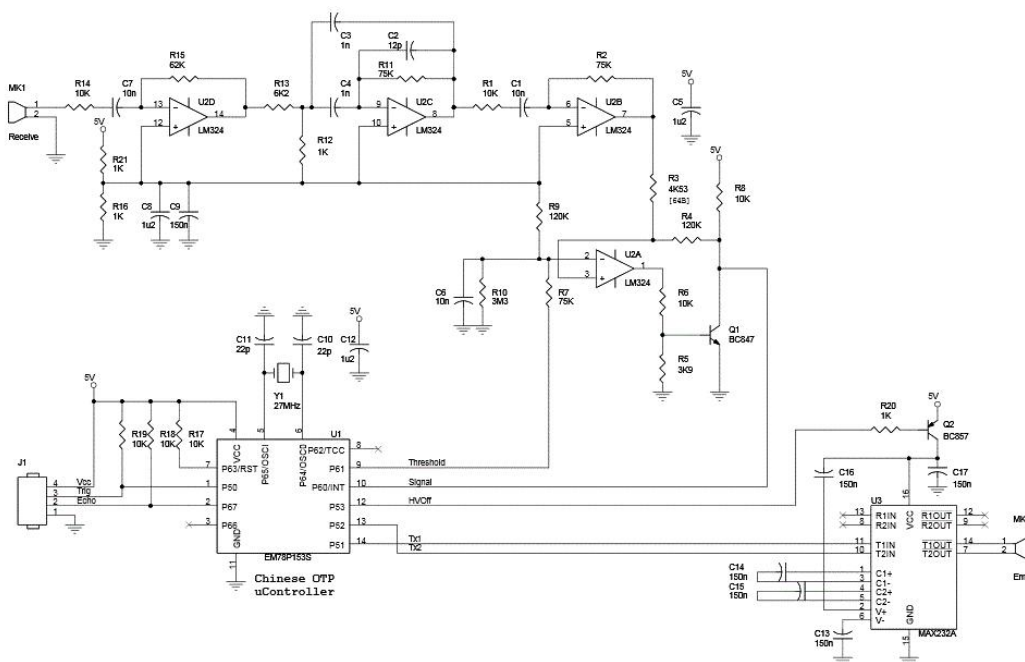 C3
1n
C2
12p
R15
62K
R11
75K
R2
75K
MK1
R14
10K
C7
10n
R13
6K2
C4
1n
R1
10K
C1
10n
5V
C5
1u2
1
2
13
12
14
U2D
LM324
9
10
8
U2C
LM324
6
5
7
U2B
LM324
Receive
5V
R21
1K
R12
1K
5V
R16
1K
C8
1u2
C9
150n
R9
120K
R3
4K53
[64B]
R8
10K
R4
120K
2
3
1
U2A
LM324
C6
10n
R10
3M3
R7
75K
R6
10K
Q1
BC847
R5
3K9
C11
22p
C10
22p
5V
C12
1u2
Y1
27MHz
5V
R19
10K
R18
10K
R17
10K
4
5
6
U1
VCC
P55/OSCI
P54/OSCO
P62/TCC
8
7
P63/RST
P61
9
Threshold
1
P50
P60/INT
10
Signal
2
P67
P53
12
HVOff
3
P66
P52
13
GND
P51
14
Tx1
Tx2
11
EM78P153S
Chinese OTP
uController
J1
4
3
2
1
Vcc
Trig
Echo
5V
R20
1K
Q2
BC857
C16
150n
C17
150n
U3
16
VCC
13
R1IN
R1OUT
12
8
R2IN
R2OUT
9
11
T1IN
T1OUT
14
10
T2IN
T2OUT
7
1
C1+
3
C1-
4
C2+
5
C2-
2
V+
6
V-
GND
15
MAX232A
C14
150n
C15
150n
C13
150n
MK
1
2
Em